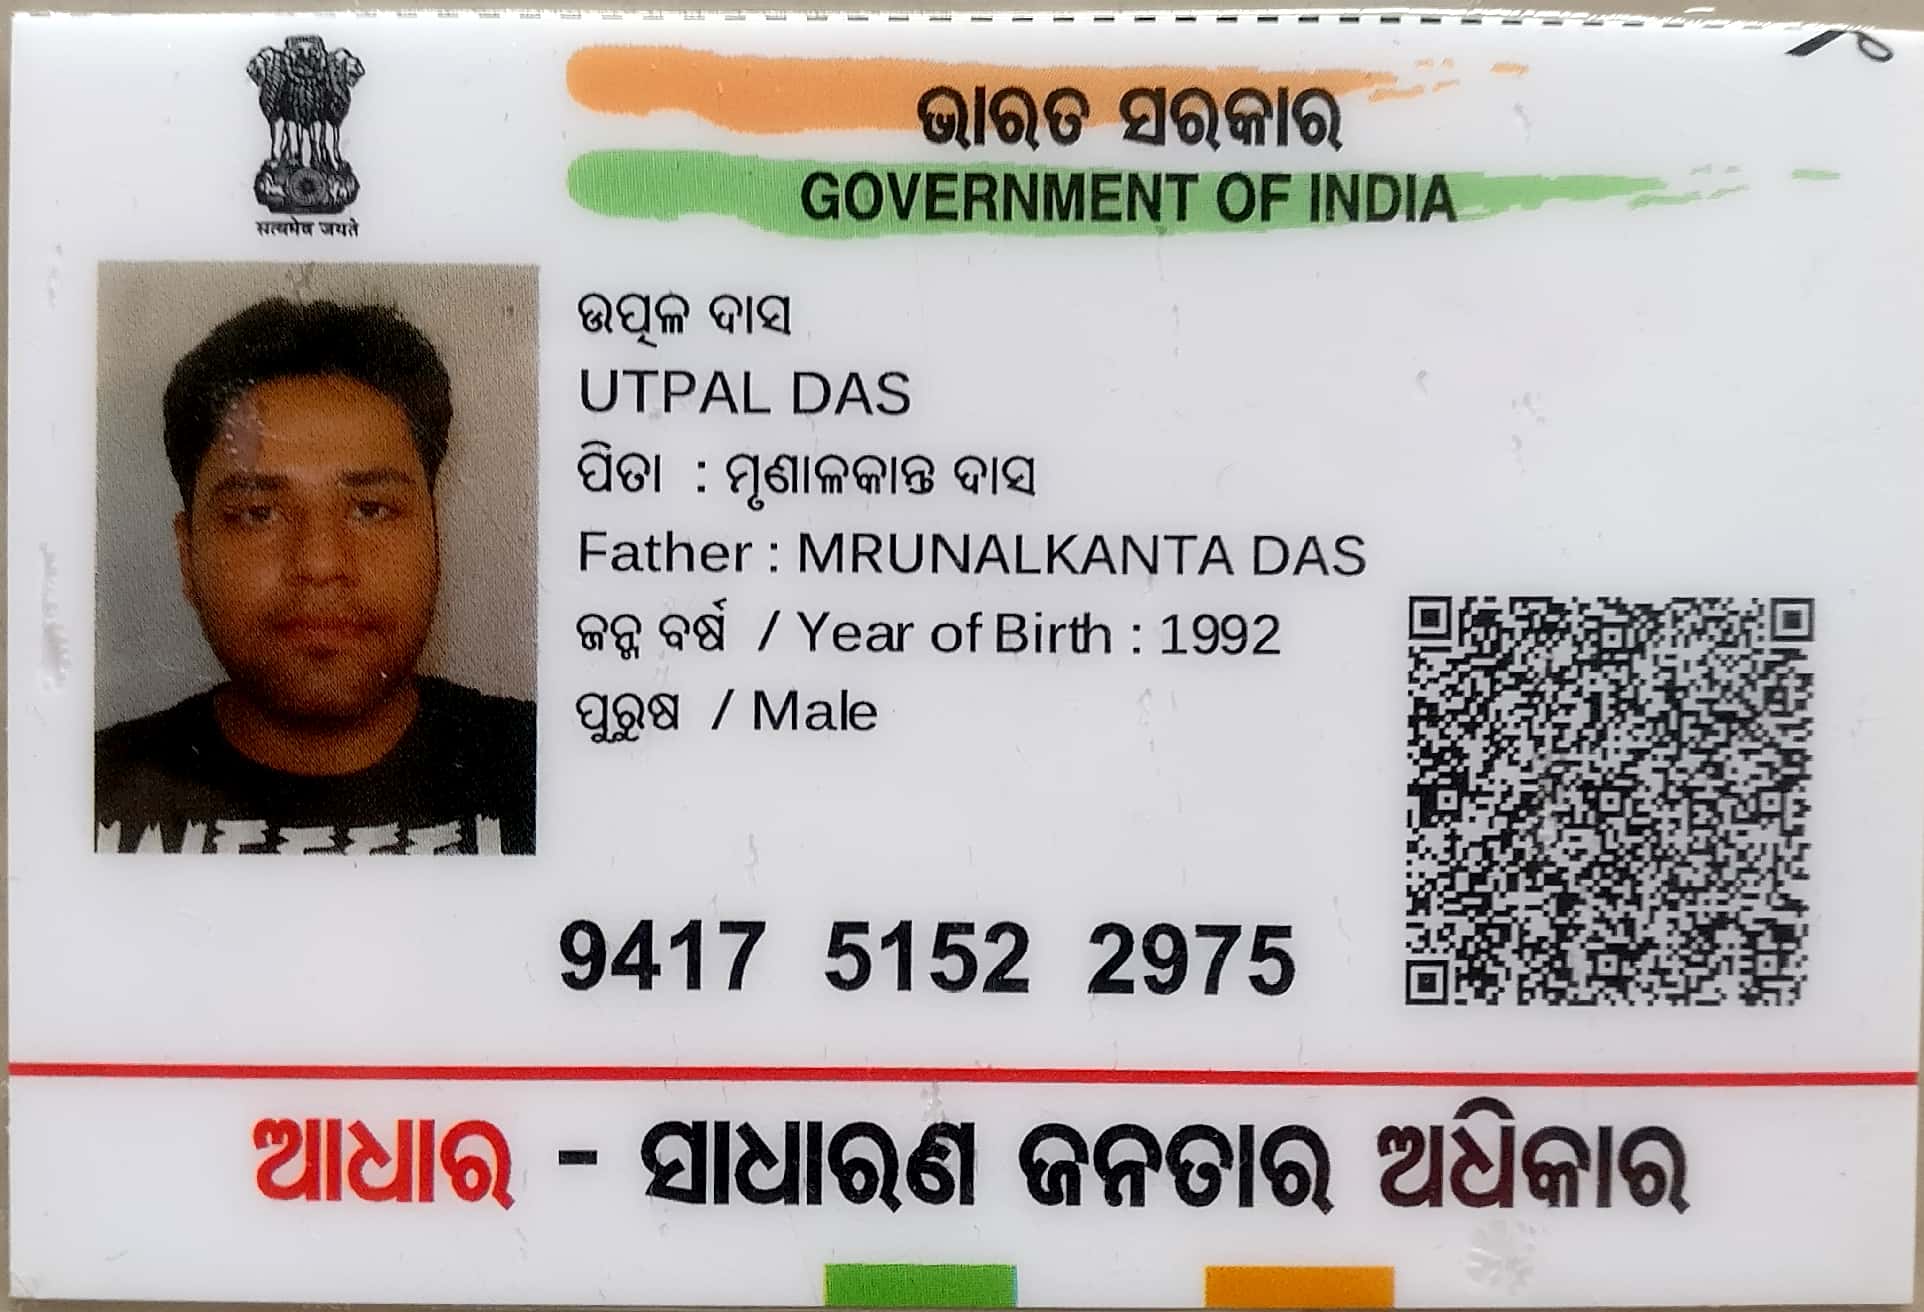 सत्यमेव जयते
ଭାରତ ସରକାର
GOVERNMENT OF INDIA
ଉତ୍ପଳ ଦାସ
UTPAL DAS
ପିତା : ମୃଣାଳକାନ୍ତ ଦାସ
Father : MRUNALKANTA DAS
ଜନ୍ମ ବର୍ଷ / Year of Birth : 1992
ପୁରୁଷ / Male
9417 5152 2975
ଆଧାର - ସାଧାରଣ ଜନତାର ଅଧିକାର